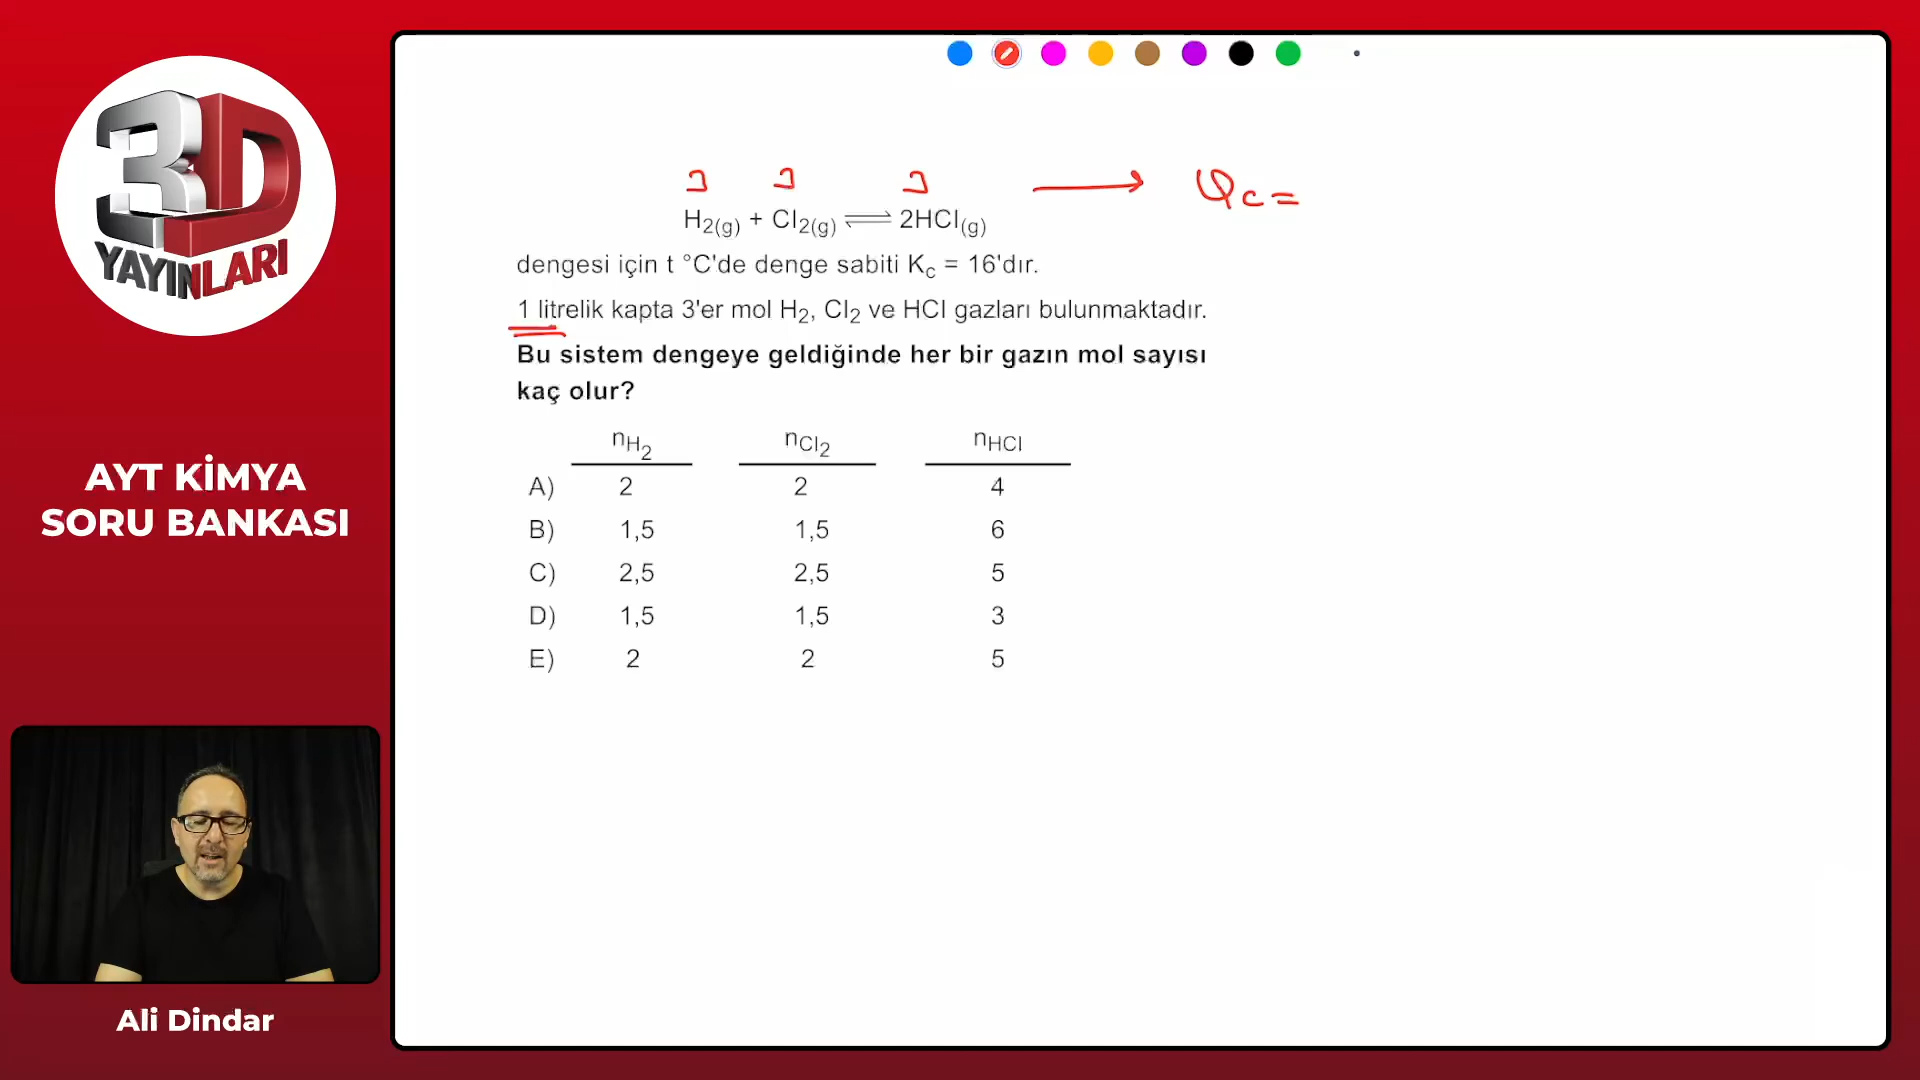 3D
YAYINLARI
AYT KİMYA
SORU BANKASI
Ali Dindar
3 3 3 → Qc =
H2(g) + Cl2(g) ⇌ 2HCl(g)
dengesi için t °C'de denge sabiti Kc = 16'dır.
1 litrelik kapta 3'er mol H2, Cl2 ve HCl gazları bulunmaktadır.
Bu sistem dengeye geldiğinde her bir gazın mol sayısı
kaç olur?
nH2 nCl2 nHCl
A) 2 2 4
B) 1,5 1,5 6
C) 2,5 2,5 5
D) 1,5 1,5 3
E) 2 2 5